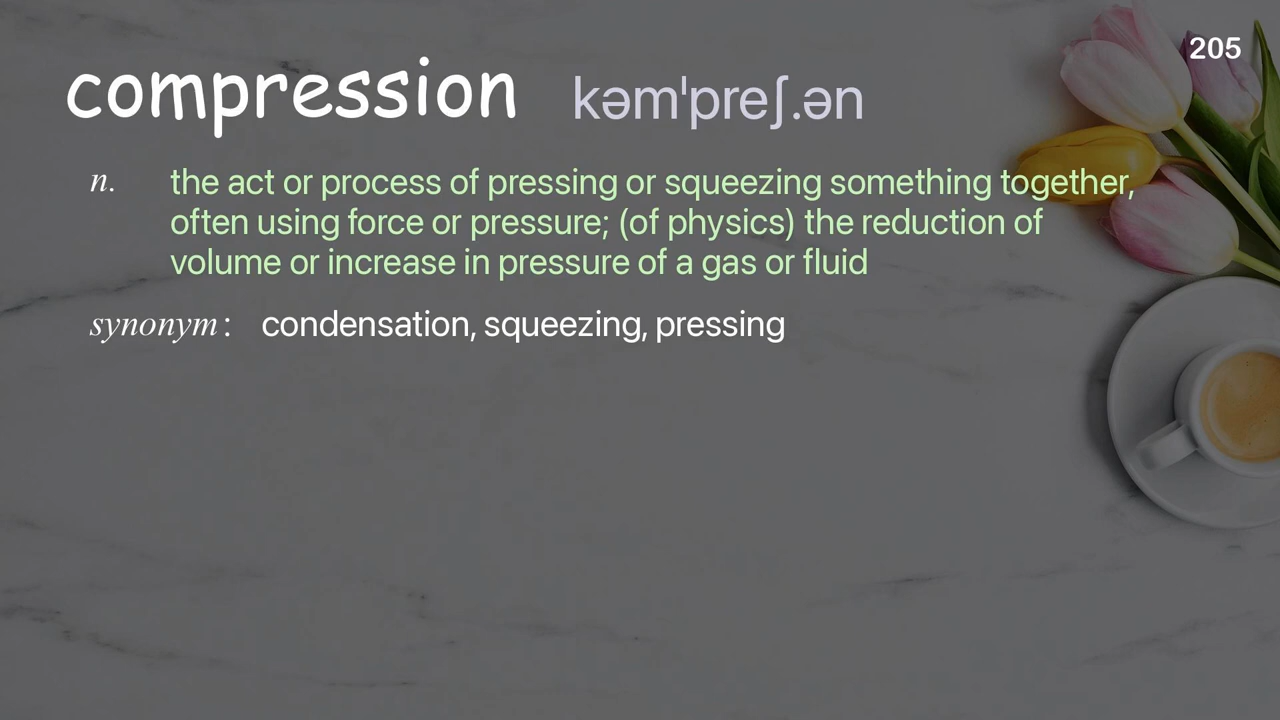 205
compression kəmˈpreʃ.ən
n. the act or process of pressing or squeezing something together,
often using force or pressure; (of physics) the reduction of
volume or increase in pressure of a gas or fluid
synonym : condensation, squeezing, pressing